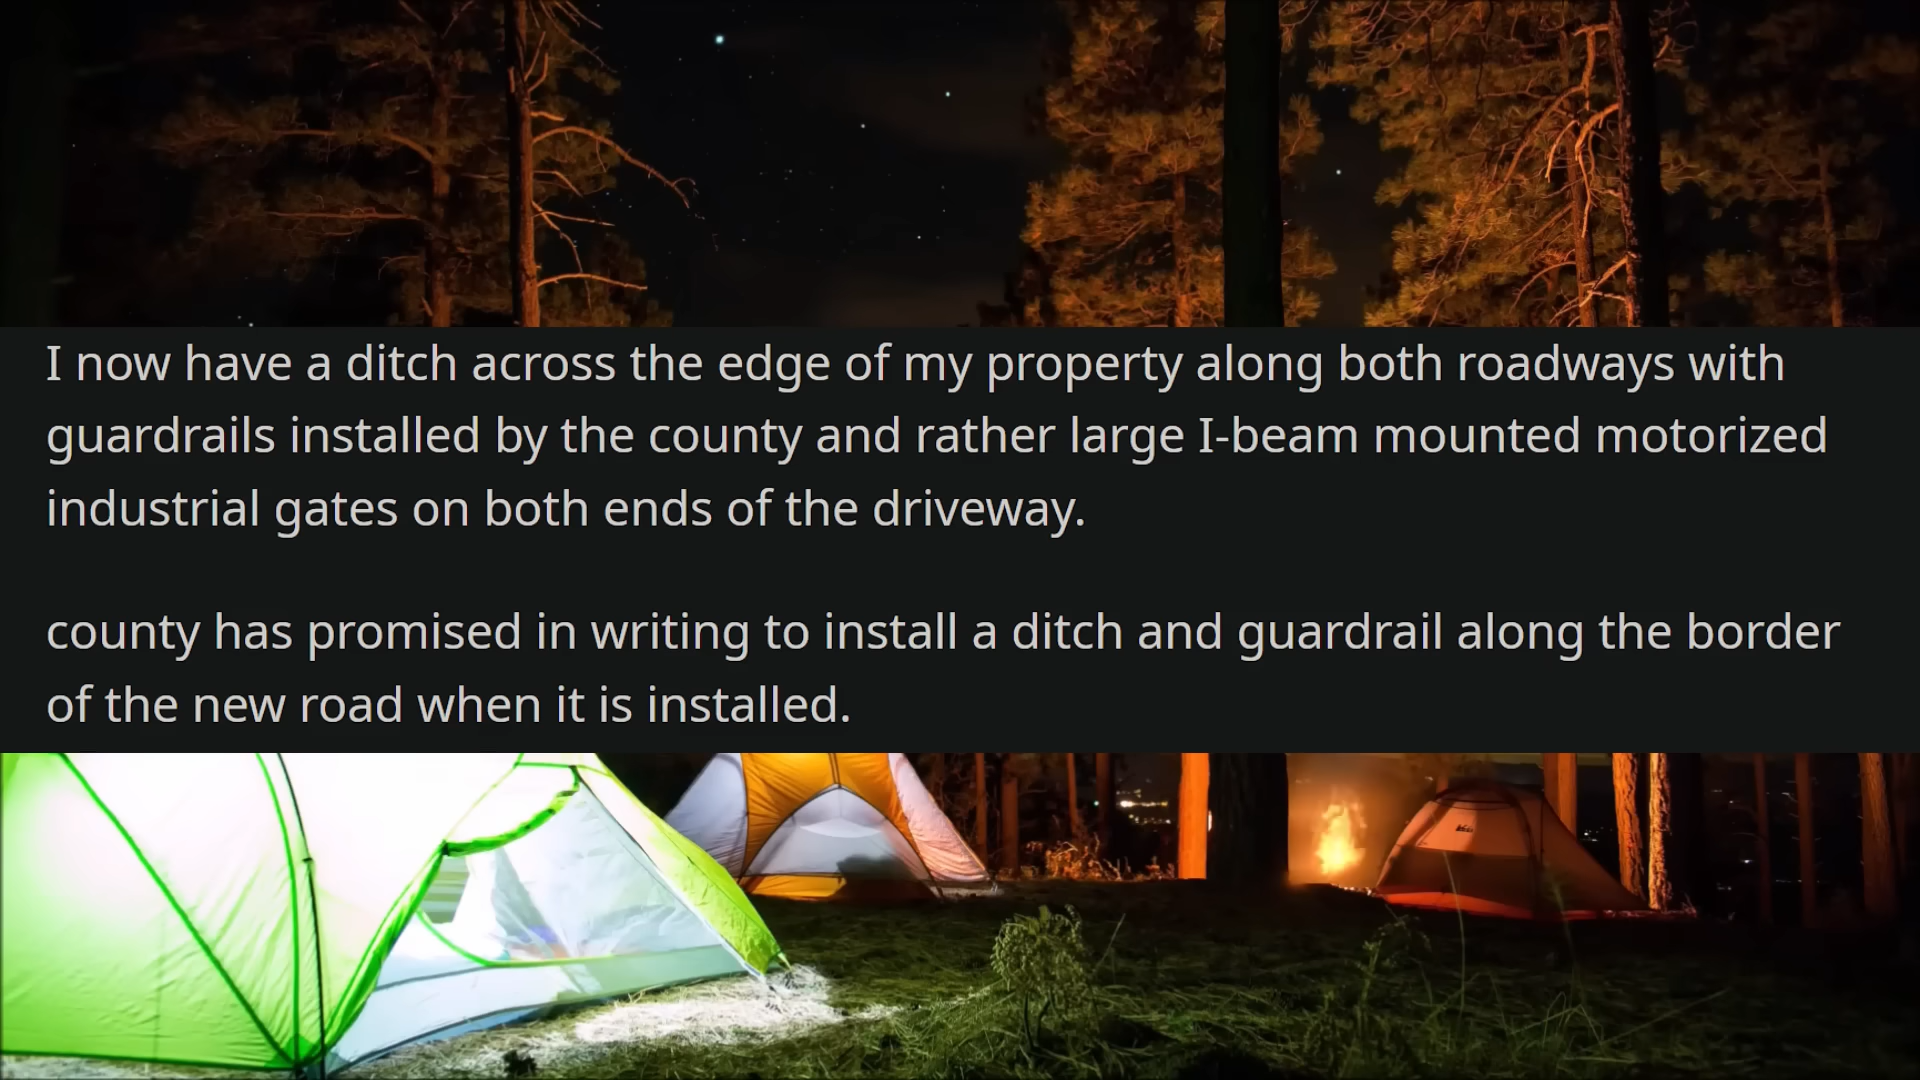 I now have a ditch across the edge of my property along both roadways with
guardrails installed by the county and rather large I-beam mounted motorized
industrial gates on both ends of the driveway.
county has promised in writing to install a ditch and guardrail along the border
of the new road when it is installed.